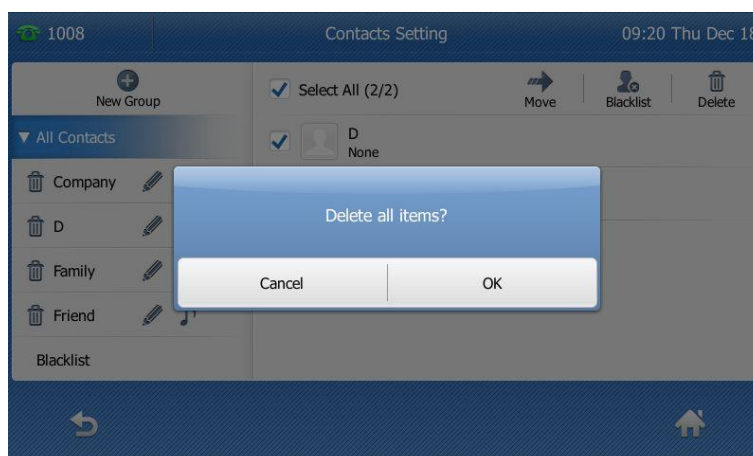 1008
Contacts Setting
09:20 Thu Dec 18
New Group
Select All (2/2)
Move
Blacklist
Delete
All Contacts
D
None
Company
D
Family
Friend
Blacklist
Delete all items?
Cancel
OK